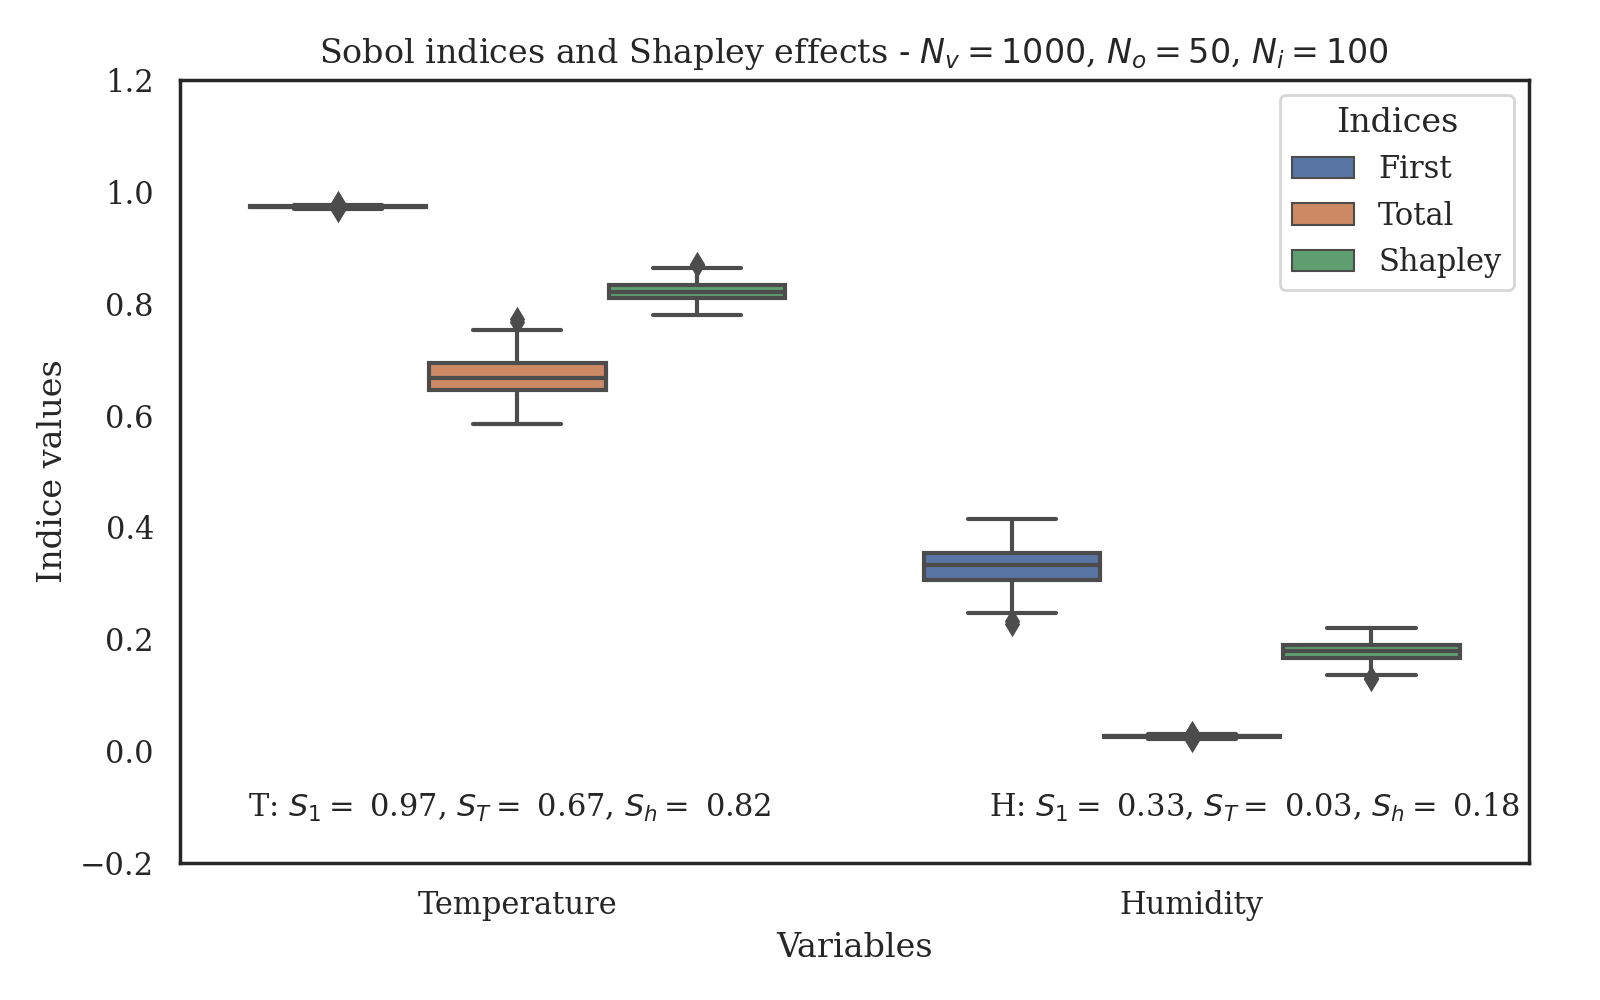 Sobol indices and Shapley effects - $N_v = 1000$, $N_o = 50$, $N_i = 100$
1.2
1.0
0.8
0.6
0.4
0.2
0.0
−0.2
Indice values
Indices
First
Total
Shapley
T: $S_1 =$ 0.97, $S_T =$ 0.67, $S_h =$ 0.82
H: $S_1 =$ 0.33, $S_T =$ 0.03, $S_h =$ 0.18
Temperature
Humidity
Variables